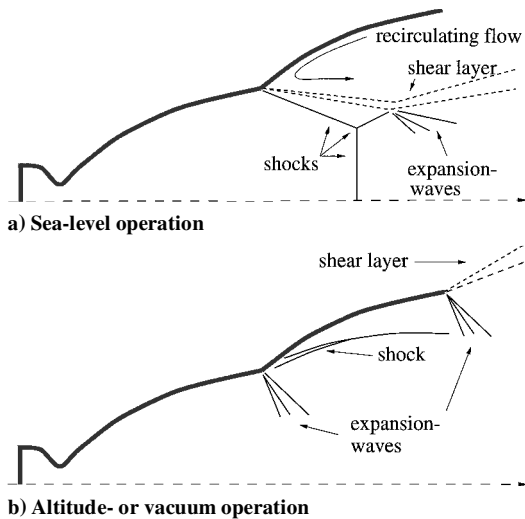 recirculating flow
shear layer
shocks
expansion-
waves
a) Sea-level operation
shear layer
shock
expansion-
waves
b) Altitude- or vacuum operation